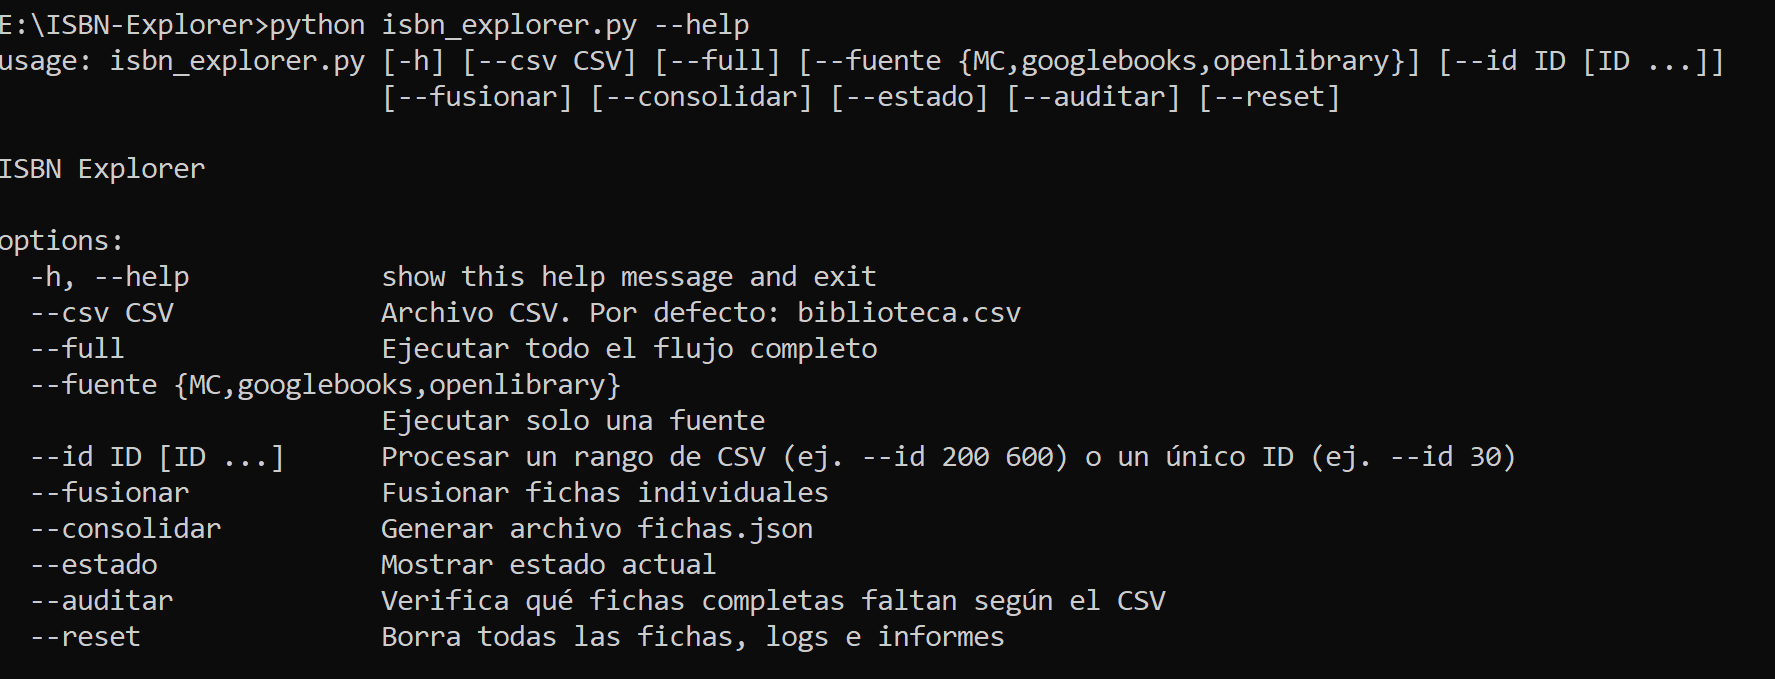 E:\ISBN-Explorer>python isbn_explorer.py --help
usage: isbn_explorer.py [-h] [--csv CSV] [--full] [--fuente {MC,googlebooks,openlibrary}] [--id ID [ID ...]]
[--fusionar] [--consolidar] [--estado] [--auditar] [--reset]
ISBN Explorer
options:
-h, --help show this help message and exit
--csv CSV Archivo CSV. Por defecto: biblioteca.csv
--full Ejecutar todo el flujo completo
--fuente {MC,googlebooks,openlibrary}
Ejecutar solo una fuente
--id ID [ID ...] Procesar un rango de CSV (ej. --id 200 600) o un único ID (ej. --id 30)
--fusionar Fusionar fichas individuales
--consolidar Generar archivo fichas.json
--estado Mostrar estado actual
--auditar Verifica qué fichas completas faltan según el CSV
--reset Borra todas las fichas, logs e informes